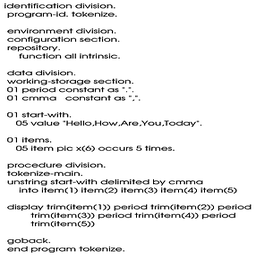 identification division.
program-id. tokenize.
environment division.
configuration section.
repository.
function all intrinsic.
data division.
working-storage section.
01 period constant as ".".
01 cmma constant as ",".
01 start-with.
05 value "Hello,How,Are,You,Today".
01 items.
05 item pic x(6) occurs 5 times.
procedure division.
tokenize-main.
unstring start-with delimited by cmma
into item(1) item(2) item(3) item(4) item(5)
display trim(item(1)) period trim(item(2)) period
trim(item(3)) period trim(item(4)) period
trim(item(5))
goback.
end program tokenize.